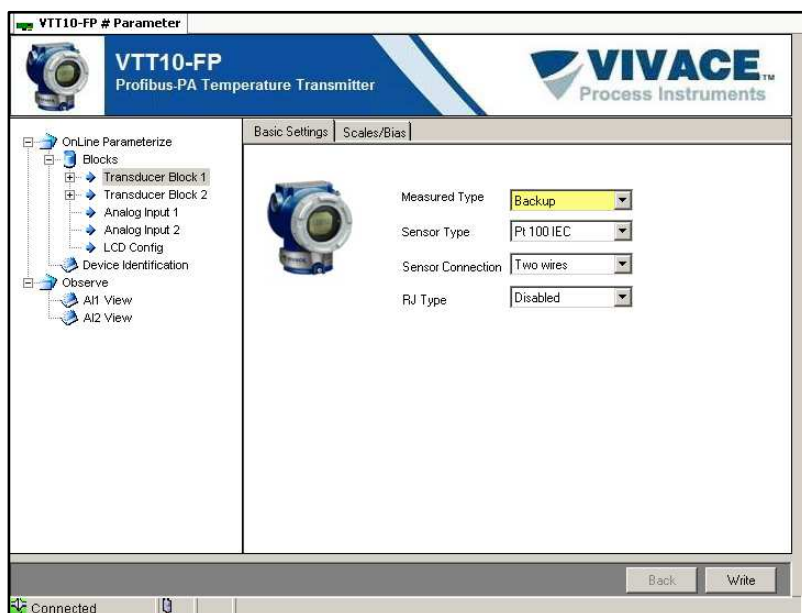 VTT10-FP # Parameter
VTT10-FP
Profibus-PA Temperature Transmitter
VIVACE TM
Process Instruments
OnLine Parameterize
Blocks
Transducer Block 1
Transducer Block 2
Analog Input 1
Analog Input 2
LCD Config
Device Identification
Observe
AI1 View
AI2 View
Basic Settings
Scales/Bias
Measured Type
Backup
Sensor Type
Pt 100 IEC
Sensor Connection
Two wires
RJ Type
Disabled
Back
Write
Connected